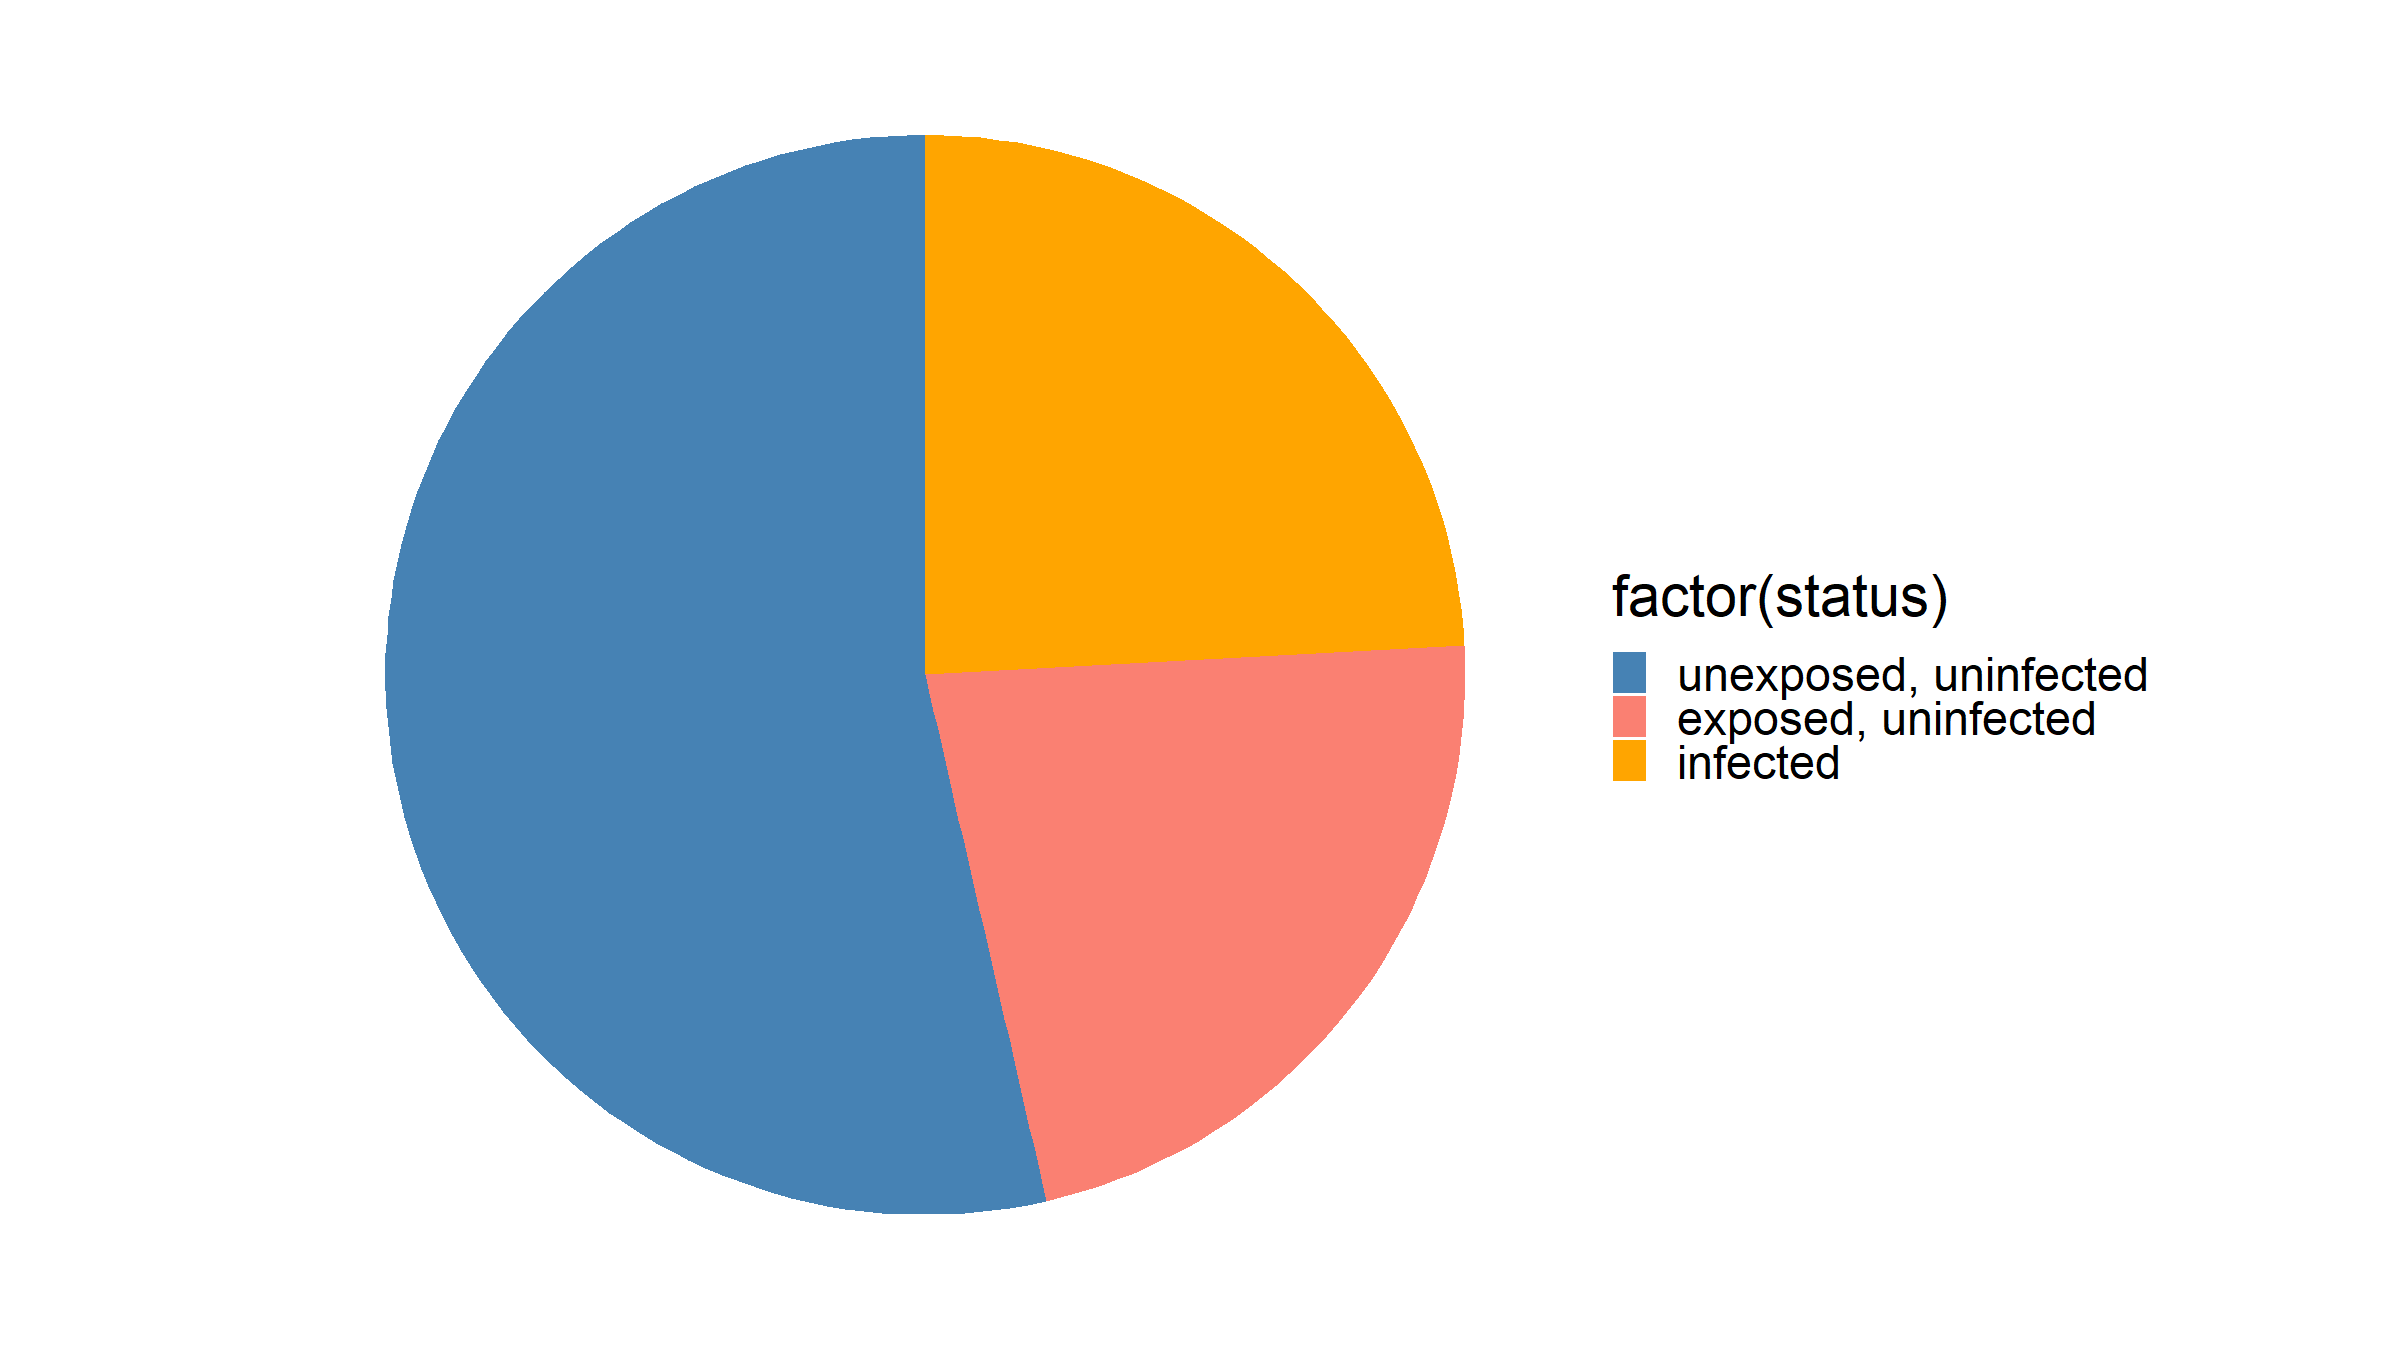 factor(status)
unexposed, uninfected
exposed, uninfected
infected